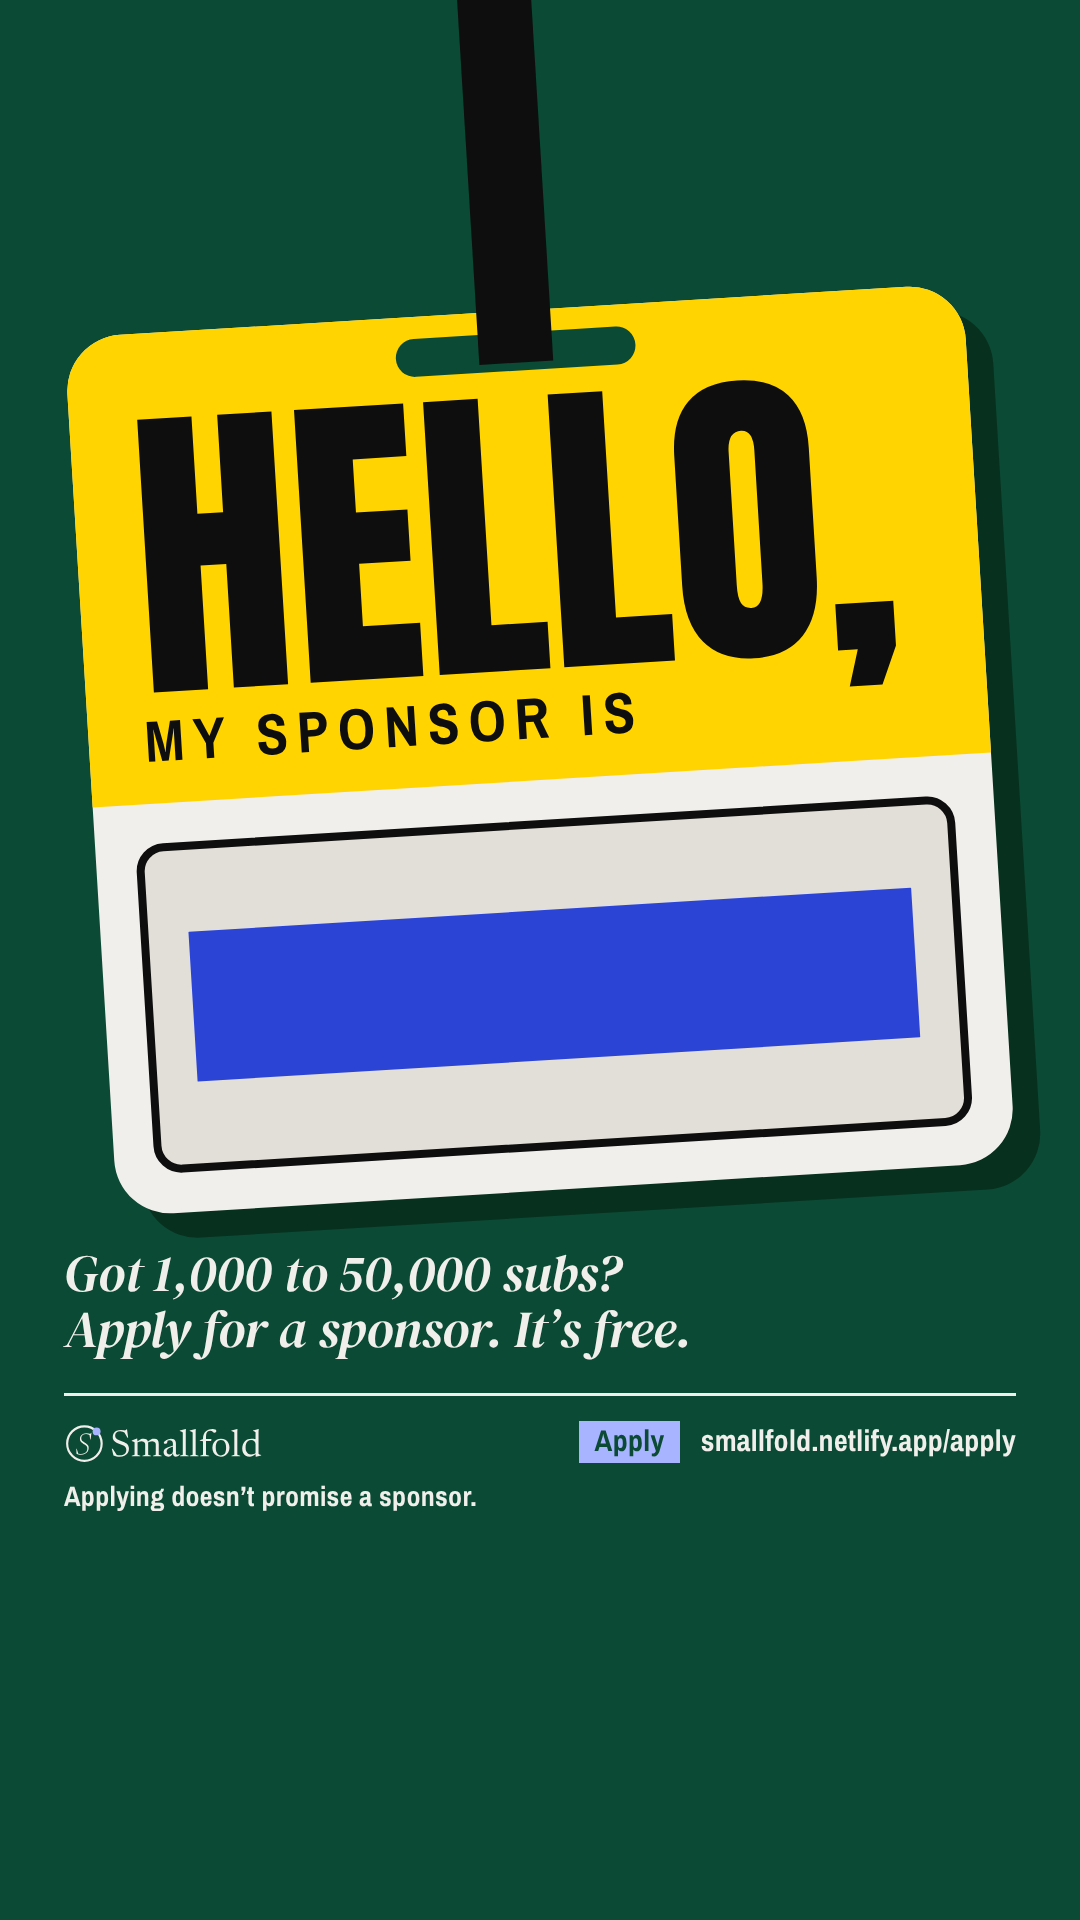 HELLO,
MY SPONSOR IS
Got 1,000 to 50,000 subs?
Apply for a sponsor. It’s free.
S Smallfold
Apply smallfold.netlify.app/apply
Applying doesn’t promise a sponsor.